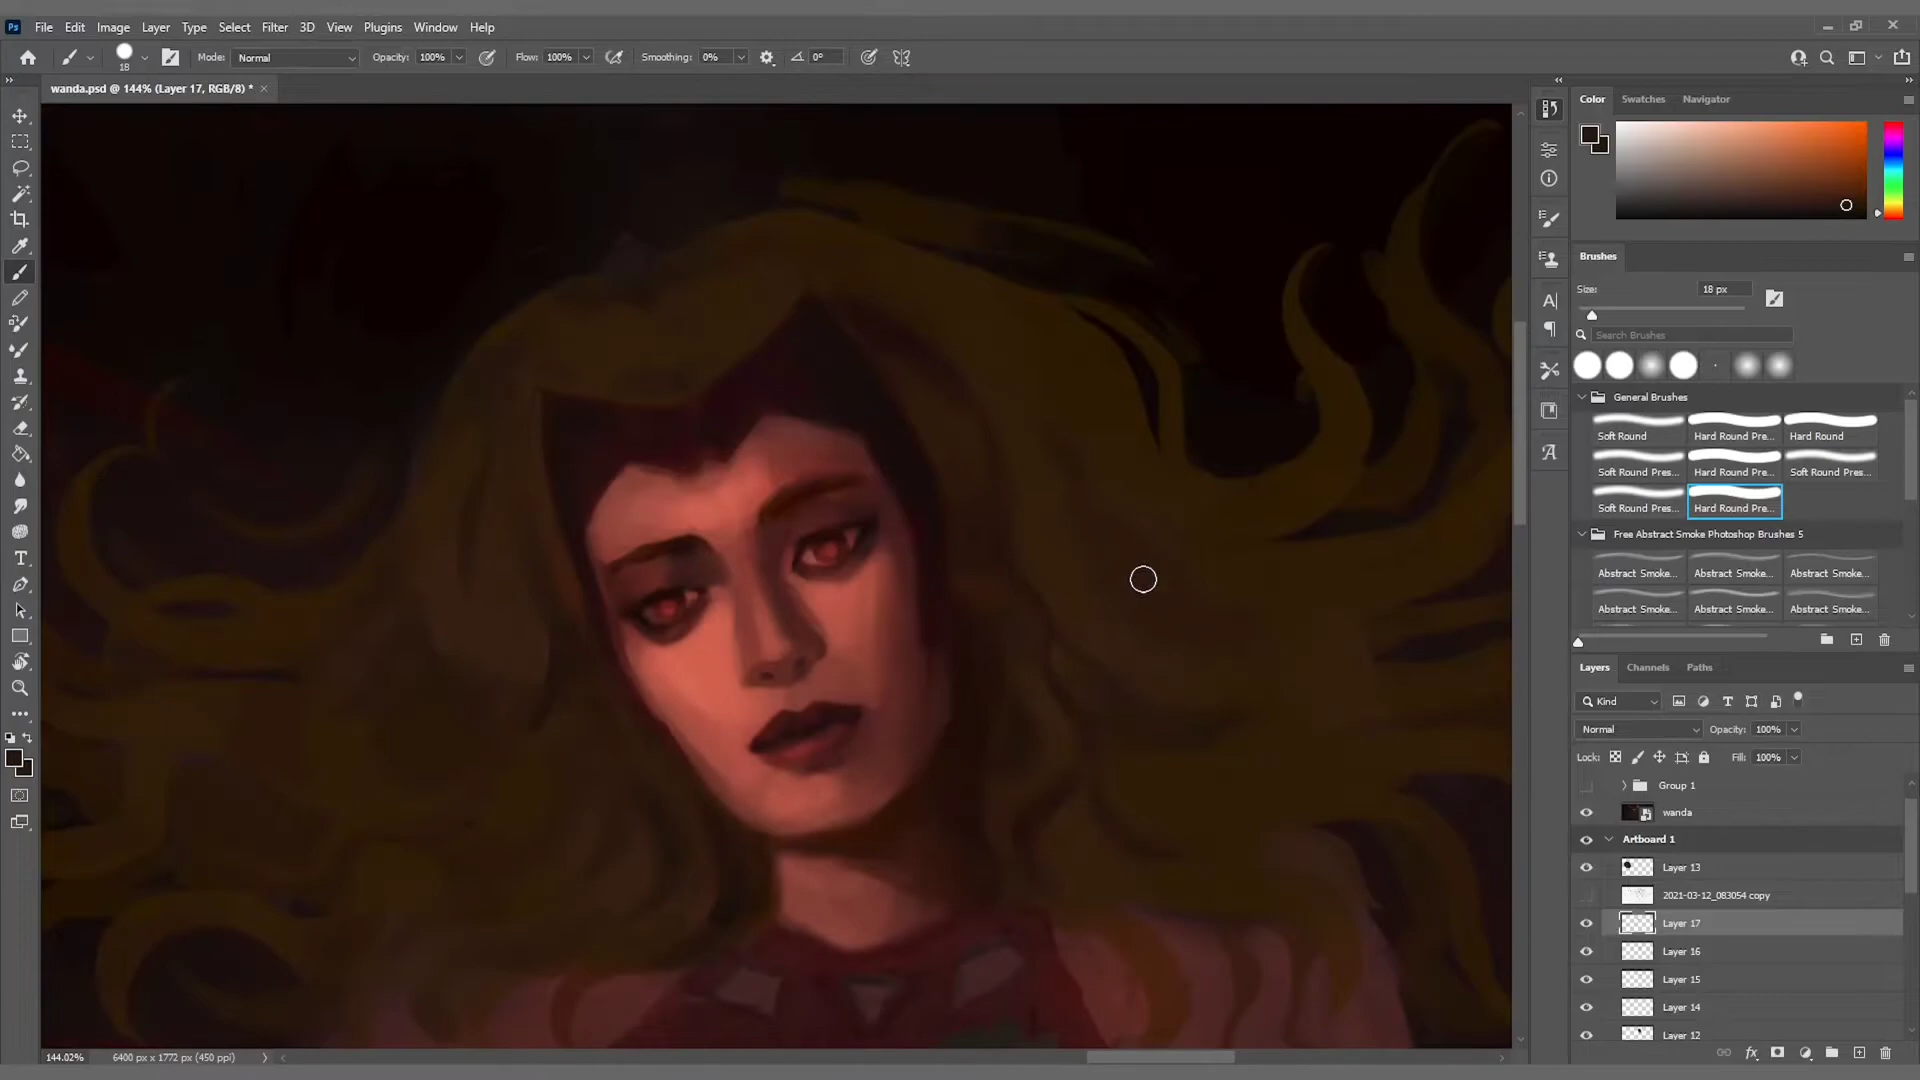 Ps File Edit Image Layer Type Select Filter 3D View Plugins Window Help
18 Mode: Normal Opacity: 100% Flow: 100% Smoothing: 0% 0°
wanda.psd @ 144% (Layer 17, RGB/8) *
Color Swatches Navigator
Brushes
Size: 18 px
Search Brushes
General Brushes
Soft Round Hard Round Pre... Hard Round
Soft Round Pres... Hard Round Pre... Soft Round Pres...
Soft Round Pres... Hard Round Pre...
Free Abstract Smoke Photoshop Brushes 5
Abstract Smoke... Abstract Smoke... Abstract Smoke...
Abstract Smoke... Abstract Smoke... Abstract Smoke...
Layers Channels Paths
Kind
Normal Opacity: 100%
Lock: Fill: 100%
Group 1
wanda
Artboard 1
Layer 13
2021-03-12_083054 copy
Layer 17
Layer 16
Layer 15
Layer 14
Layer 12
144.02% 6400 px x 1772 px (450 ppi)